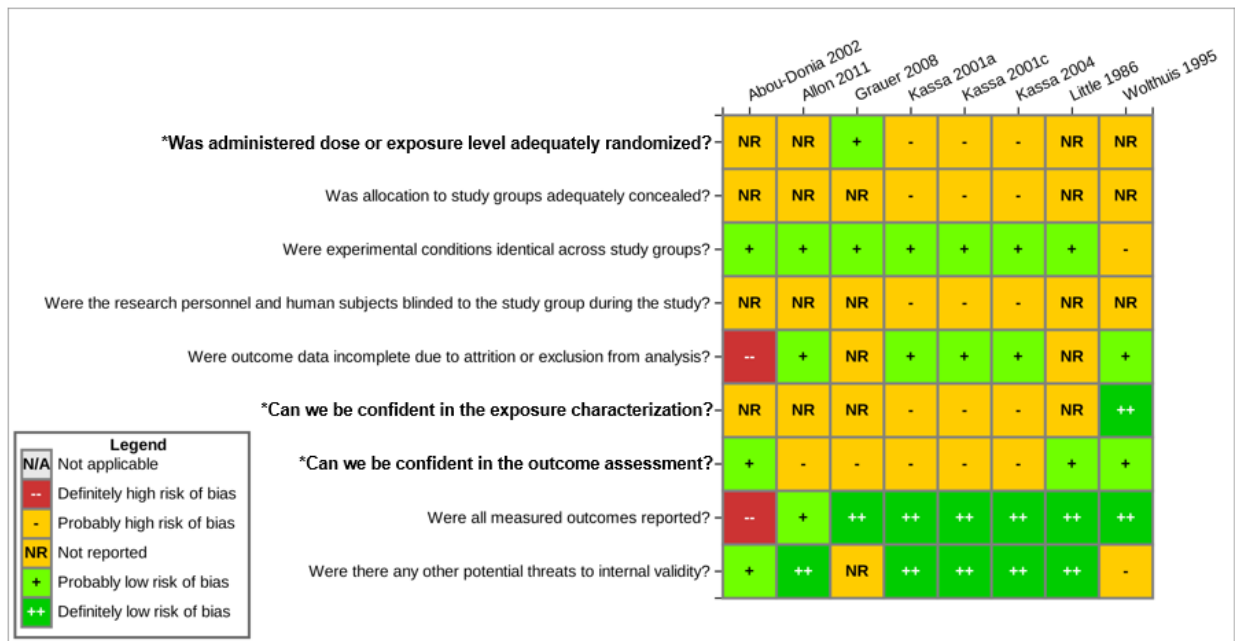 Abou-Donia 2002
Allon 2011
Grauer 2008
Kassa 2001a
Kassa 2001c
Kassa 2004
Little 1986
Wolthuis 1995
*Was administered dose or exposure level adequately randomized? NR NR + - - - NR NR
Was allocation to study groups adequately concealed? NR NR NR - - - NR NR
Were experimental conditions identical across study groups? + + + + + + + -
Were the research personnel and human subjects blinded to the study group during the study? NR NR NR - - - NR NR
Were outcome data incomplete due to attrition or exclusion from analysis? -- + NR + + + NR +
*Can we be confident in the exposure characterization? NR NR NR - - - NR ++
*Can we be confident in the outcome assessment? + - - - - - + +
Were all measured outcomes reported? -- + ++ ++ ++ ++ ++ ++
Were there any other potential threats to internal validity? + ++ NR ++ ++ ++ ++ -
Legend
N/A Not applicable
-- Definitely high risk of bias
- Probably high risk of bias
NR Not reported
+ Probably low risk of bias
++ Definitely low risk of bias